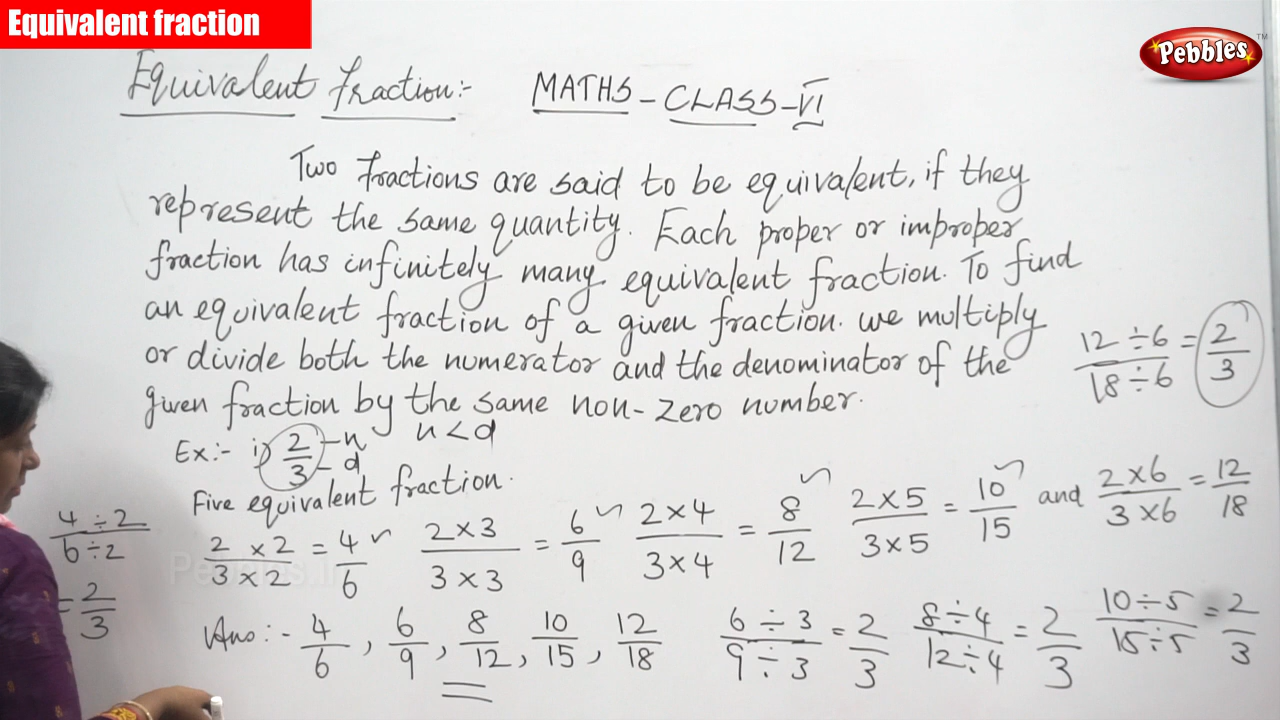 Equivalent fraction
Pebbles™
Equivalent fraction:- MATHS - CLASS - VI
Two fractions are said to be equivalent, if they
represent the same quantity. Each proper or improper
fraction has infinitely many equivalent fraction. To find
an equivalent fraction of a given fraction. we multiply
or divide both the numerator and the denominator of the
given fraction by the same non-zero number.
12÷6/18÷6 = 2/3
Ex:- i) 2/3 -n -d n<d
Five equivalent fraction.
2×2/3×2 = 4/6 2×3/3×3 = 6/9 2×4/3×4 = 8/12 2×5/3×5 = 10/15 and 2×6/3×6 = 12/18
4÷2/6÷2
= 2/3
Ans:- 4/6, 6/9, 8/12, 10/15, 12/18 6÷3/9÷3 = 2/3 8÷4/12÷4 = 2/3 10÷5/15÷5 = 2/3